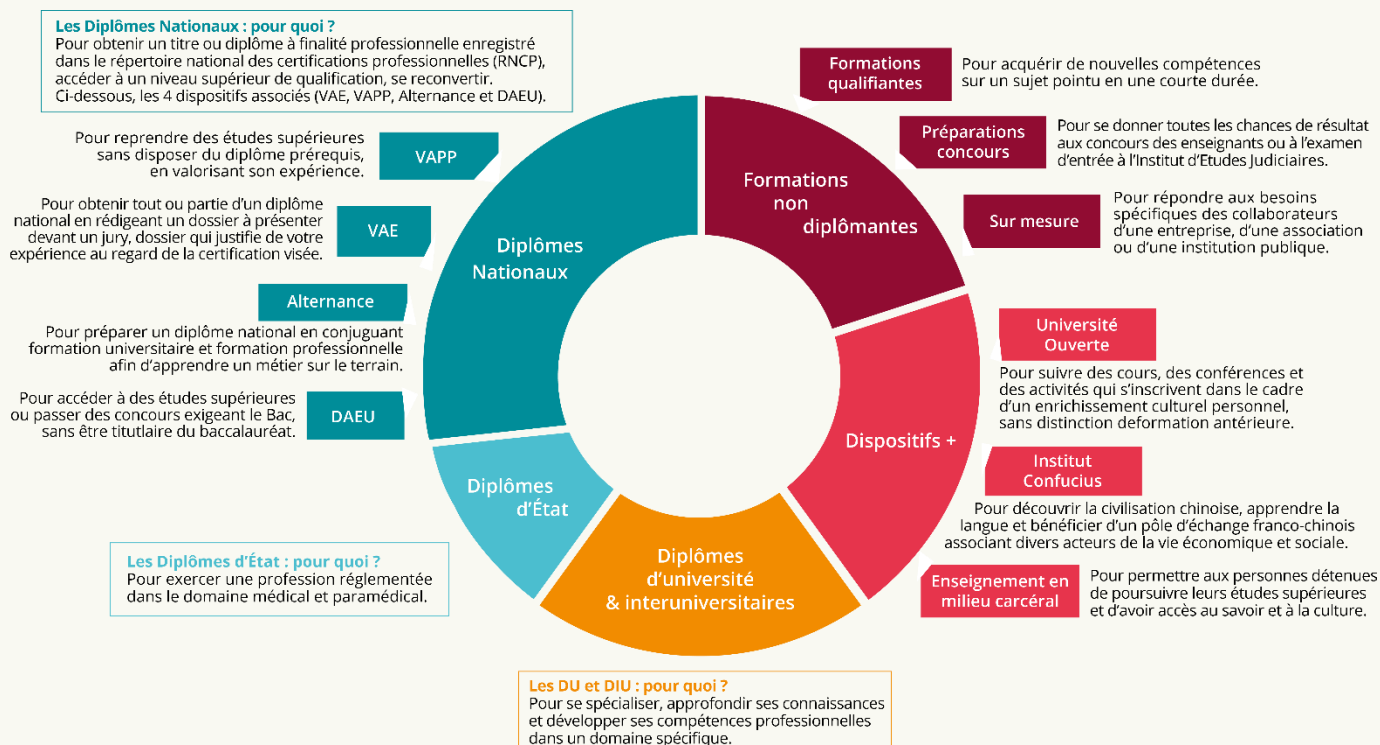 Les Diplômes Nationaux : pour quoi ?
Pour obtenir un titre ou diplôme à finalité professionnelle enregistré
dans le répertoire national des certifications professionnelles (RNCP),
accéder à un niveau supérieur de qualification, se reconvertir.
Ci-dessous, les 4 dispositifs associés (VAE, VAPP, Alternance et DAEU).
Pour reprendre des études supérieures
sans disposer du diplôme prérequis,
en valorisant son expérience.
VAPP
Pour obtenir tout ou partie d’un diplôme
national en rédigeant un dossier à présenter
devant un jury, dossier qui justifie de votre
expérience au regard de la certification visée.
VAE
Alternance
Pour préparer un diplôme national en conjuguant
formation universitaire et formation professionnelle
afin d’apprendre un métier sur le terrain.
Pour accéder à des études supérieures
ou passer des concours exigeant le Bac,
sans être titutlaire du baccalauréat.
DAEU
Diplômes
Nationaux
Formations
non
diplômantes
Formations
qualifiantes
Pour acquérir de nouvelles compétences
sur un sujet pointu en une courte durée.
Préparations
concours
Pour se donner toutes les chances de résultat
aux concours des enseignants ou à l’examen
d’entrée à l’Institut d’Etudes Judiciaires.
Sur mesure
Pour répondre aux besoins
spécifiques des collaborateurs
d’une entreprise, d’une association
ou d’une institution publique.
Dispositifs +
Université
Ouverte
Pour suivre des cours, des conférences et
des activités qui s’inscrivent dans le cadre
d’un enrichissement culturel personnel,
sans distinction deformation antérieure.
Institut
Confucius
Pour découvrir la civilisation chinoise, apprendre la
langue et bénéficier d’un pôle d’échange franco-chinois
associant divers acteurs de la vie économique et sociale.
Enseignement en
milieu carcéral
Pour permettre aux personnes détenues
de poursuivre leurs études supérieures
et d’avoir accès au savoir et à la culture.
Diplômes
d’État
Les Diplômes d’État : pour quoi ?
Pour exercer une profession réglementée
dans le domaine médical et paramédical.
Diplômes
d’université
& interuniversitaires
Les DU et DIU : pour quoi ?
Pour se spécialiser, approfondir ses connaissances
et développer ses compétences professionnelles
dans un domaine spécifique.